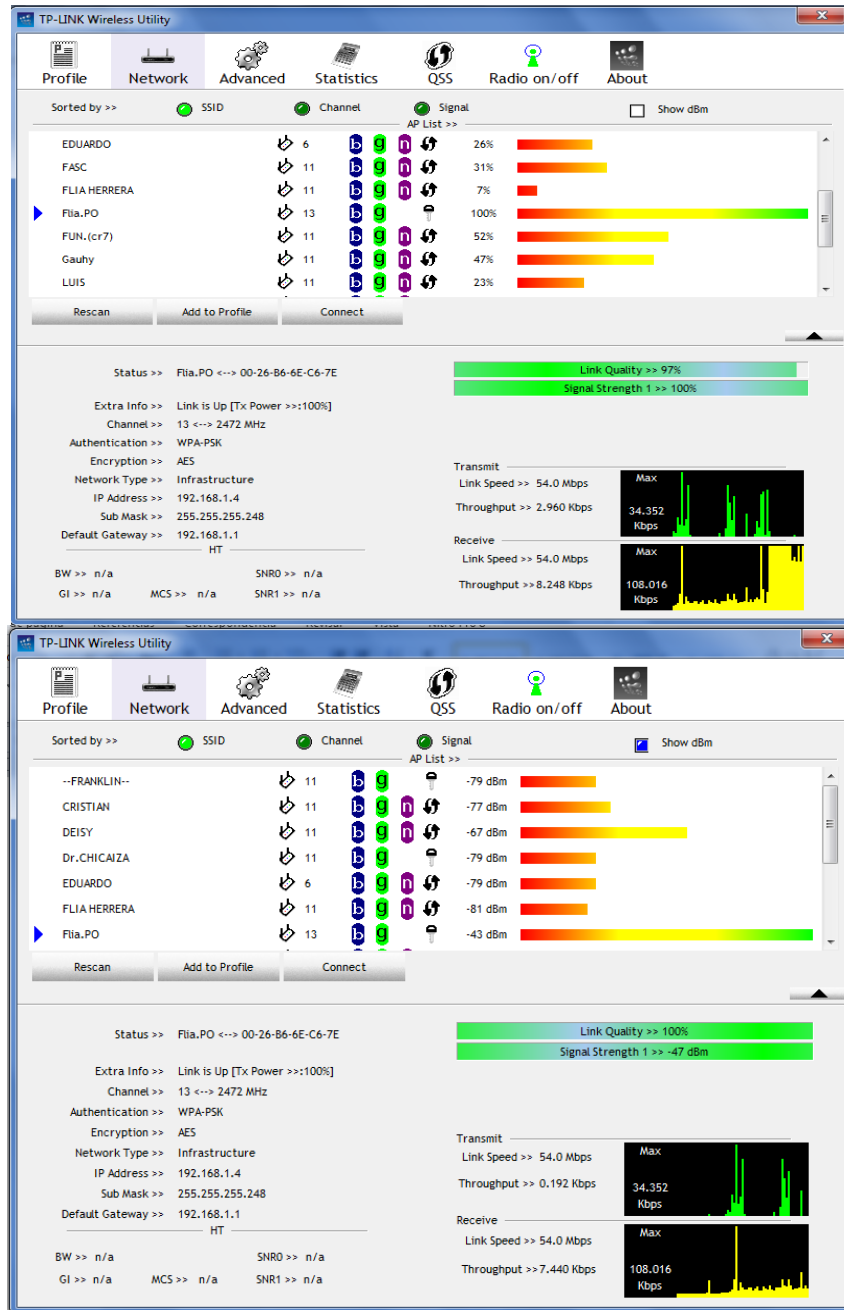 TP-LINK Wireless Utility
Profile Network Advanced Statistics QSS Radio on/off About
Sorted by >> SSID Channel Signal Show dBm
AP List >>
EDUARDO 6 b g n 26%
FASC 11 b g n 31%
FLIA HERRERA 11 b g n 7%
Flia.PO 13 b g 100%
FUN.(cr7) 11 b g n 52%
Gauhy 11 b g n 47%
LUIS 11 b g n 23%
Rescan Add to Profile Connect
Status >> Flia.PO <--> 00-26-B6-6E-C6-7E
Extra Info >> Link is Up [Tx Power >>:100%]
Channel >> 13 <--> 2472 MHz
Authentication >> WPA-PSK
Encryption >> AES
Network Type >> Infrastructure
IP Address >> 192.168.1.4
Sub Mask >> 255.255.255.248
Default Gateway >> 192.168.1.1
HT
BW >> n/a SNR0 >> n/a
GI >> n/a MCS >> n/a SNR1 >> n/a
Link Quality >> 97%
Signal Strength 1 >> 100%
Transmit
Link Speed >> 54.0 Mbps
Throughput >> 2.960 Kbps
Max
34.352
Kbps
Receive
Link Speed >> 54.0 Mbps
Throughput >> 8.248 Kbps
Max
108.016
Kbps
TP-LINK Wireless Utility
Profile Network Advanced Statistics QSS Radio on/off About
Sorted by >> SSID Channel Signal Show dBm
AP List >>
--FRANKLIN-- 11 b g -79 dBm
CRISTIAN 11 b g n -77 dBm
DEISY 11 b g n -67 dBm
Dr.CHICAIZA 11 b g -79 dBm
EDUARDO 6 b g n -79 dBm
FLIA HERRERA 11 b g n -81 dBm
Flia.PO 13 b g -43 dBm
Rescan Add to Profile Connect
Status >> Flia.PO <--> 00-26-B6-6E-C6-7E
Extra Info >> Link is Up [Tx Power >>:100%]
Channel >> 13 <--> 2472 MHz
Authentication >> WPA-PSK
Encryption >> AES
Network Type >> Infrastructure
IP Address >> 192.168.1.4
Sub Mask >> 255.255.255.248
Default Gateway >> 192.168.1.1
HT
BW >> n/a SNR0 >> n/a
GI >> n/a MCS >> n/a SNR1 >> n/a
Link Quality >> 100%
Signal Strength 1 >> -47 dBm
Transmit
Link Speed >> 54.0 Mbps
Throughput >> 0.192 Kbps
Max
34.352
Kbps
Receive
Link Speed >> 54.0 Mbps
Throughput >> 7.440 Kbps
Max
108.016
Kbps